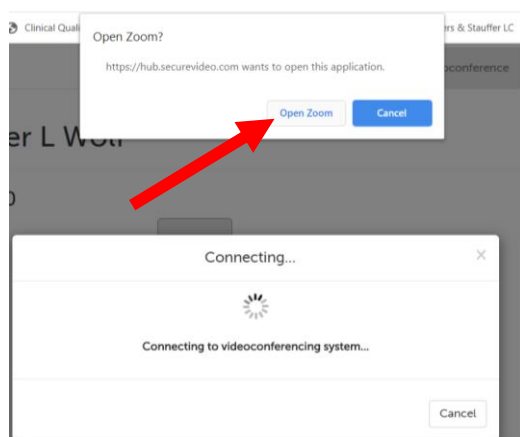 Clinical Quali
rs & Stauffer LC
Open Zoom?
https://hub.securevideo.com wants to open this application.
oconference
Open Zoom
Cancel
er L Wolf
Connecting...
×
Connecting to videoconferencing system...
Cancel